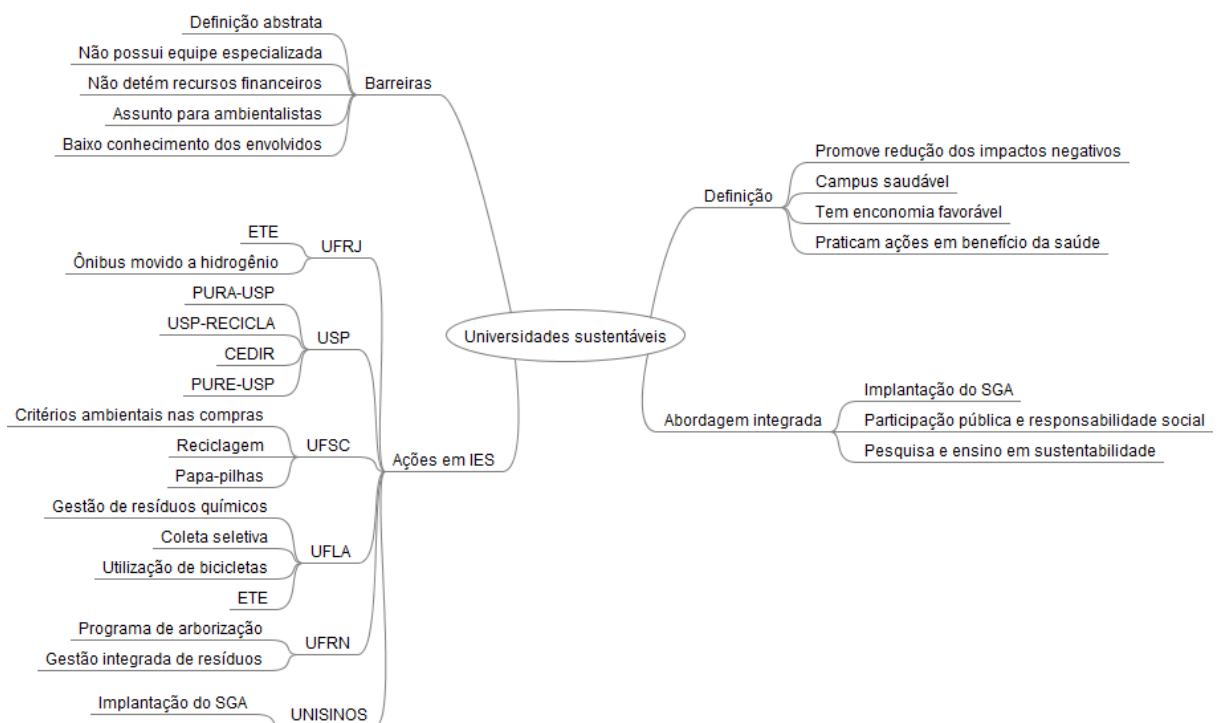 Definição abstrata
Não possui equipe especializada
Não detém recursos financeiros
Assunto para ambientalistas
Baixo conhecimento dos envolvidos
Barreiras
ETE
Ônibus movido a hidrogênio
UFRJ
PURA-USP
USP-RECICLA
CEDIR
PURE-USP
USP
Critérios ambientais nas compras
Reciclagem
Papa-pilhas
UFSC
Gestão de resíduos químicos
Coleta seletiva
Utilização de bicicletas
ETE
UFLA
Programa de arborização
Gestão integrada de resíduos
UFRN
Implantação do SGA
UNISINOS
Ações em IES
Universidades sustentáveis
Definição
Promove redução dos impactos negativos
Campus saudável
Tem enconomia favorável
Praticam ações em benefício da saúde
Abordagem integrada
Implantação do SGA
Participação pública e responsabilidade social
Pesquisa e ensino em sustentabilidade